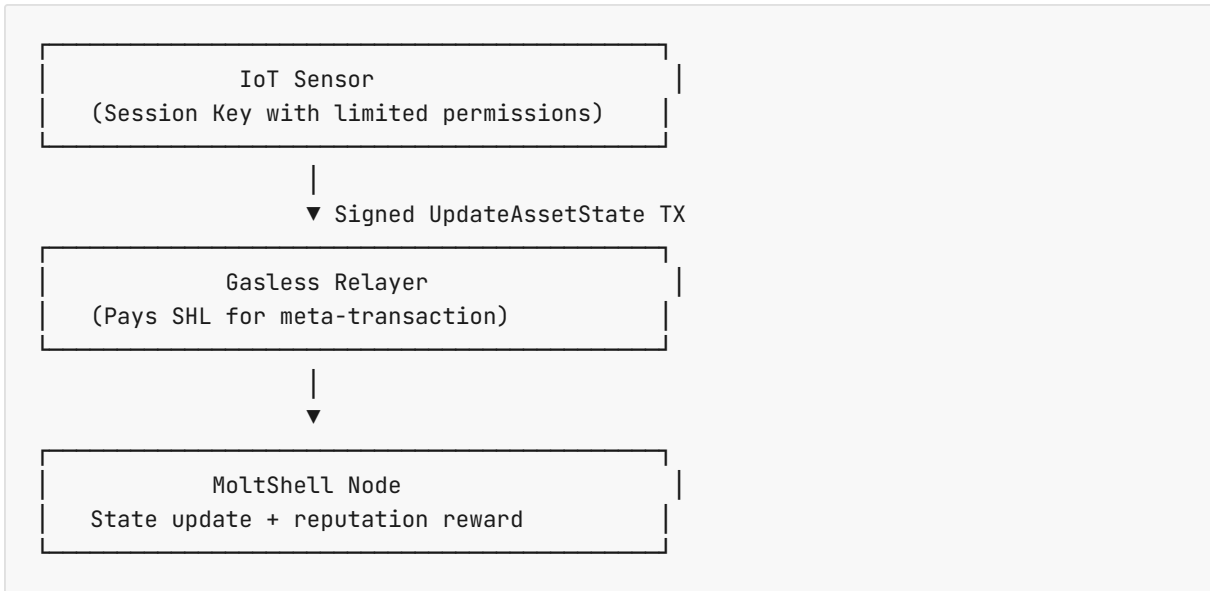 IoT Sensor
(Session Key with limited permissions)
▼ Signed UpdateAssetState TX
Gasless Relayer
(Pays SHL for meta-transaction)
▼
MoltShell Node
State update + reputation reward